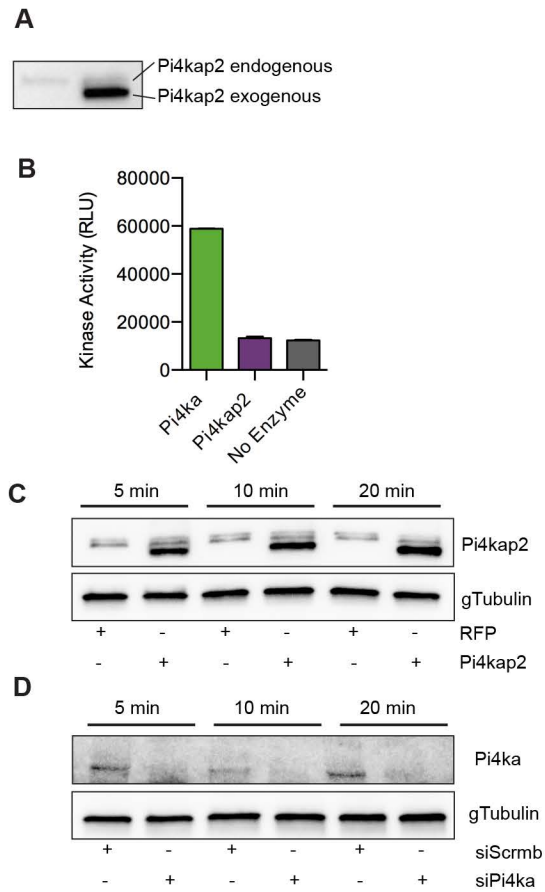 A
Pi4kap2 endogenous
Pi4kap2 exogenous
B
Kinase Activity (RLU)
80000
60000
40000
20000
0
Pi4ka
Pi4kap2
No Enzyme
C
5 min 10 min 20 min
Pi4kap2
gTubulin
+ - + - + - RFP
- + - + - + Pi4kap2
D
5 min 10 min 20 min
Pi4ka
gTubulin
+ - + - + - siScrmb
- + - + - + siPi4ka